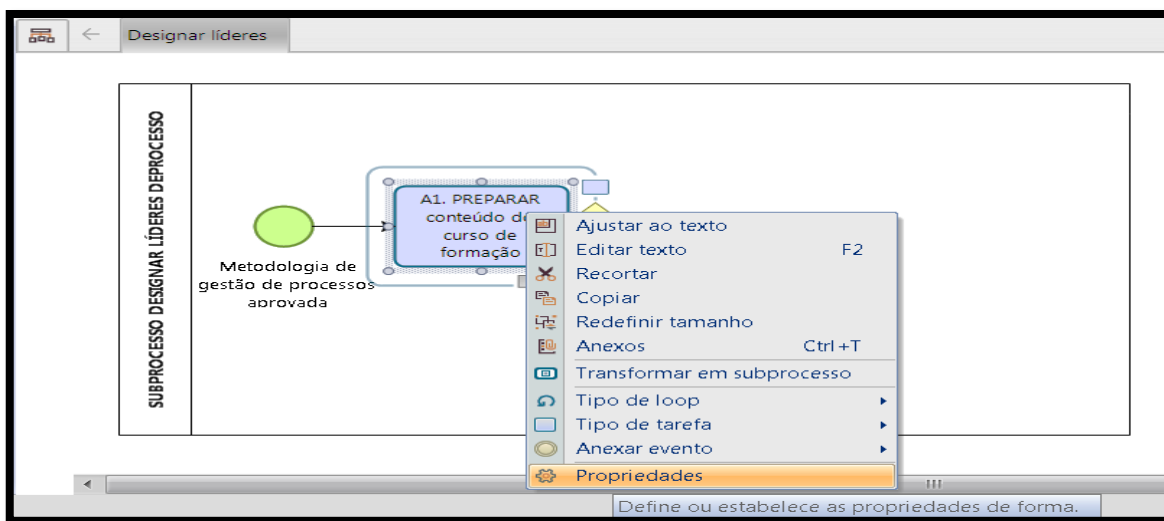 Designar líderes
SUBPROCESSO DESIGNAR LÍDERES DEPROCESSO
Metodologia de
gestão de processos
aprovada
A1. PREPARAR
conteúdo
curso de
formação
Ajustar ao texto
Editar texto F2
Recortar
Copiar
Redefinir tamanho
Anexos Ctrl+T
Transformar em subprocesso
Tipo de loop
Tipo de tarefa
Anexar evento
Propriedades
Define ou estabelece as propriedades de forma.